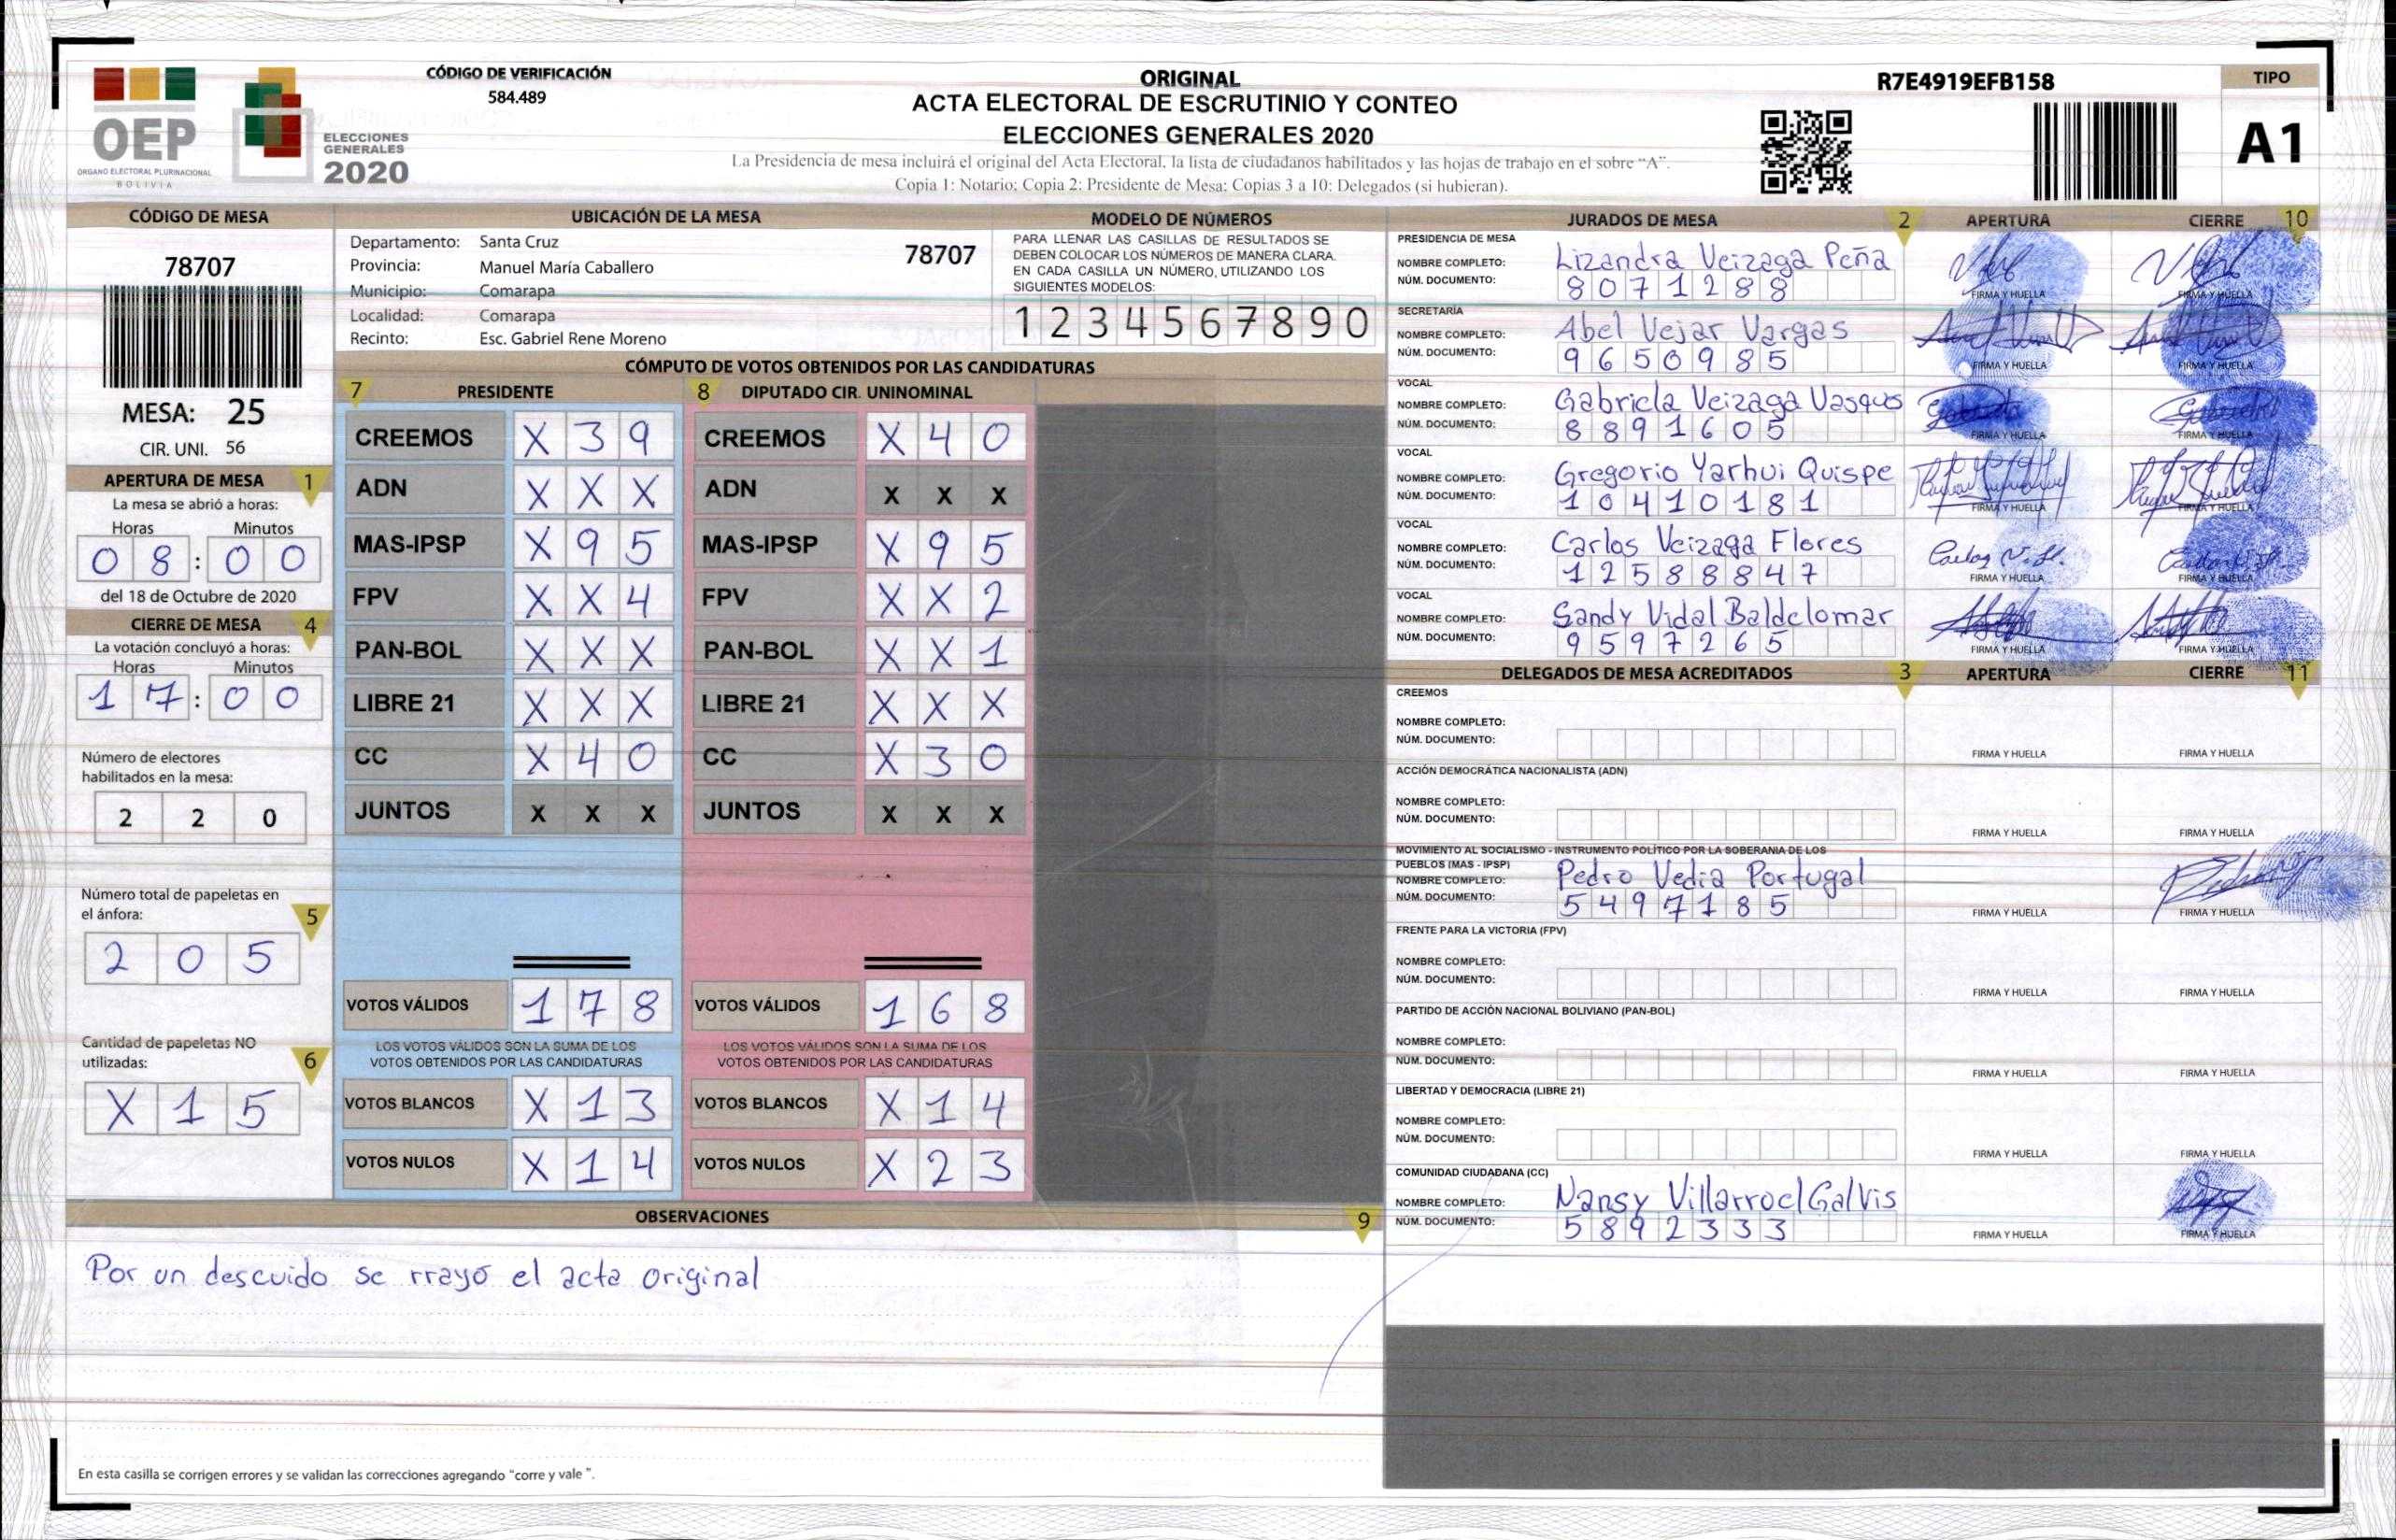 CÓDIGO DE VERIFICACIÓN
584.489
OEP
ÓRGANO ELECTORAL PLURINACIONAL
BOLIVIA
ELECCIONES
GENERALES
2020
ORIGINAL
ACTA ELECTORAL DE ESCRUTINIO Y CONTEO
ELECCIONES GENERALES 2020
La Presidencia de mesa incluirá el original del Acta Electoral, la lista de ciudadanos habilitados y las hojas de trabajo en el sobre “A”.
Copia 1: Notario; Copia 2: Presidente de Mesa; Copias 3 a 10: Delegados (si hubieran).
R7E4919EFB158
TIPO
A1
CÓDIGO DE MESA
78707
MESA: 25
CIR. UNI. 56
APERTURA DE MESA 1
La mesa se abrió a horas:
Horas Minutos
0 8 : 0 0
del 18 de Octubre de 2020
CIERRE DE MESA 4
La votación concluyó a horas:
Horas Minutos
1 7 : 0 0
Número de electores
habilitados en la mesa:
2 2 0
Número total de papeletas en
el ánfora: 5
2 0 5
Cantidad de papeletas NO
utilizadas: 6
X 1 5
UBICACIÓN DE LA MESA
Departamento: Santa Cruz 78707
Provincia: Manuel María Caballero
Municipio: Comarapa
Localidad: Comarapa
Recinto: Esc. Gabriel Rene Moreno
MODELO DE NÚMEROS
PARA LLENAR LAS CASILLAS DE RESULTADOS SE
DEBEN COLOCAR LOS NÚMEROS DE MANERA CLARA.
EN CADA CASILLA UN NÚMERO, UTILIZANDO LOS
SIGUIENTES MODELOS:
1 2 3 4 5 6 7 8 9 0
CÓMPUTO DE VOTOS OBTENIDOS POR LAS CANDIDATURAS
7 PRESIDENTE 8 DIPUTADO CIR. UNINOMINAL
CREEMOS X 3 9 CREEMOS X 4 0
ADN X X X ADN X X X
MAS-IPSP X 9 5 MAS-IPSP X 9 5
FPV X X 4 FPV X X 2
PAN-BOL X X X PAN-BOL X X 1
LIBRE 21 X X X LIBRE 21 X X X
CC X 4 0 CC X 3 0
JUNTOS X X X JUNTOS X X X
VOTOS VÁLIDOS 1 7 8 VOTOS VÁLIDOS 1 6 8
LOS VOTOS VÁLIDOS SON LA SUMA DE LOS LOS VOTOS VÁLIDOS SON LA SUMA DE LOS
VOTOS OBTENIDOS POR LAS CANDIDATURAS VOTOS OBTENIDOS POR LAS CANDIDATURAS
VOTOS BLANCOS X 1 3 VOTOS BLANCOS X 1 4
VOTOS NULOS X 1 4 VOTOS NULOS X 2 3
OBSERVACIONES 9
Por un descuido se rrayó el acta original
En esta casilla se corrigen errores y se validan las correcciones agregando "corre y vale ".
JURADOS DE MESA 2 APERTURA CIERRE 10
PRESIDENCIA DE MESA
NOMBRE COMPLETO: Lizandra Veizaga Peña
NÚM. DOCUMENTO: 8071288
FIRMA Y HUELLA FIRMA Y HUELLA
SECRETARÍA
NOMBRE COMPLETO: Abel Vejar Vargas
NÚM. DOCUMENTO: 9650985
FIRMA Y HUELLA FIRMA Y HUELLA
VOCAL
NOMBRE COMPLETO: Gabriela Veizaga Vasques
NÚM. DOCUMENTO: 8891605
FIRMA Y HUELLA FIRMA Y HUELLA
VOCAL
NOMBRE COMPLETO: Gregorio Yarhui Quispe
NÚM. DOCUMENTO: 10410181
FIRMA Y HUELLA FIRMA Y HUELLA
VOCAL
NOMBRE COMPLETO: Carlos Veizaga Flores
NÚM. DOCUMENTO: 12588847
FIRMA Y HUELLA FIRMA Y HUELLA
VOCAL
NOMBRE COMPLETO: Sandy Vidal Baldelomar
NÚM. DOCUMENTO: 9597265
FIRMA Y HUELLA FIRMA Y HUELLA
DELEGADOS DE MESA ACREDITADOS 3 APERTURA CIERRE 11
CREEMOS
NOMBRE COMPLETO:
NÚM. DOCUMENTO:
FIRMA Y HUELLA FIRMA Y HUELLA
ACCIÓN DEMOCRÁTICA NACIONALISTA (ADN)
NOMBRE COMPLETO:
NÚM. DOCUMENTO:
FIRMA Y HUELLA FIRMA Y HUELLA
MOVIMIENTO AL SOCIALISMO - INSTRUMENTO POLÍTICO POR LA SOBERANIA DE LOS
PUEBLOS (MAS - IPSP)
NOMBRE COMPLETO: Pedro Vedia Portugal
NÚM. DOCUMENTO: 5497185
FIRMA Y HUELLA FIRMA Y HUELLA
FRENTE PARA LA VICTORIA (FPV)
NOMBRE COMPLETO:
NÚM. DOCUMENTO:
FIRMA Y HUELLA FIRMA Y HUELLA
PARTIDO DE ACCIÓN NACIONAL BOLIVIANO (PAN-BOL)
NOMBRE COMPLETO:
NÚM. DOCUMENTO:
FIRMA Y HUELLA FIRMA Y HUELLA
LIBERTAD Y DEMOCRACIA (LIBRE 21)
NOMBRE COMPLETO:
NÚM. DOCUMENTO:
FIRMA Y HUELLA FIRMA Y HUELLA
COMUNIDAD CIUDADANA (CC)
NOMBRE COMPLETO: Nansy Villarroel Galvis
NÚM. DOCUMENTO: 5892333
FIRMA Y HUELLA FIRMA Y HUELLA